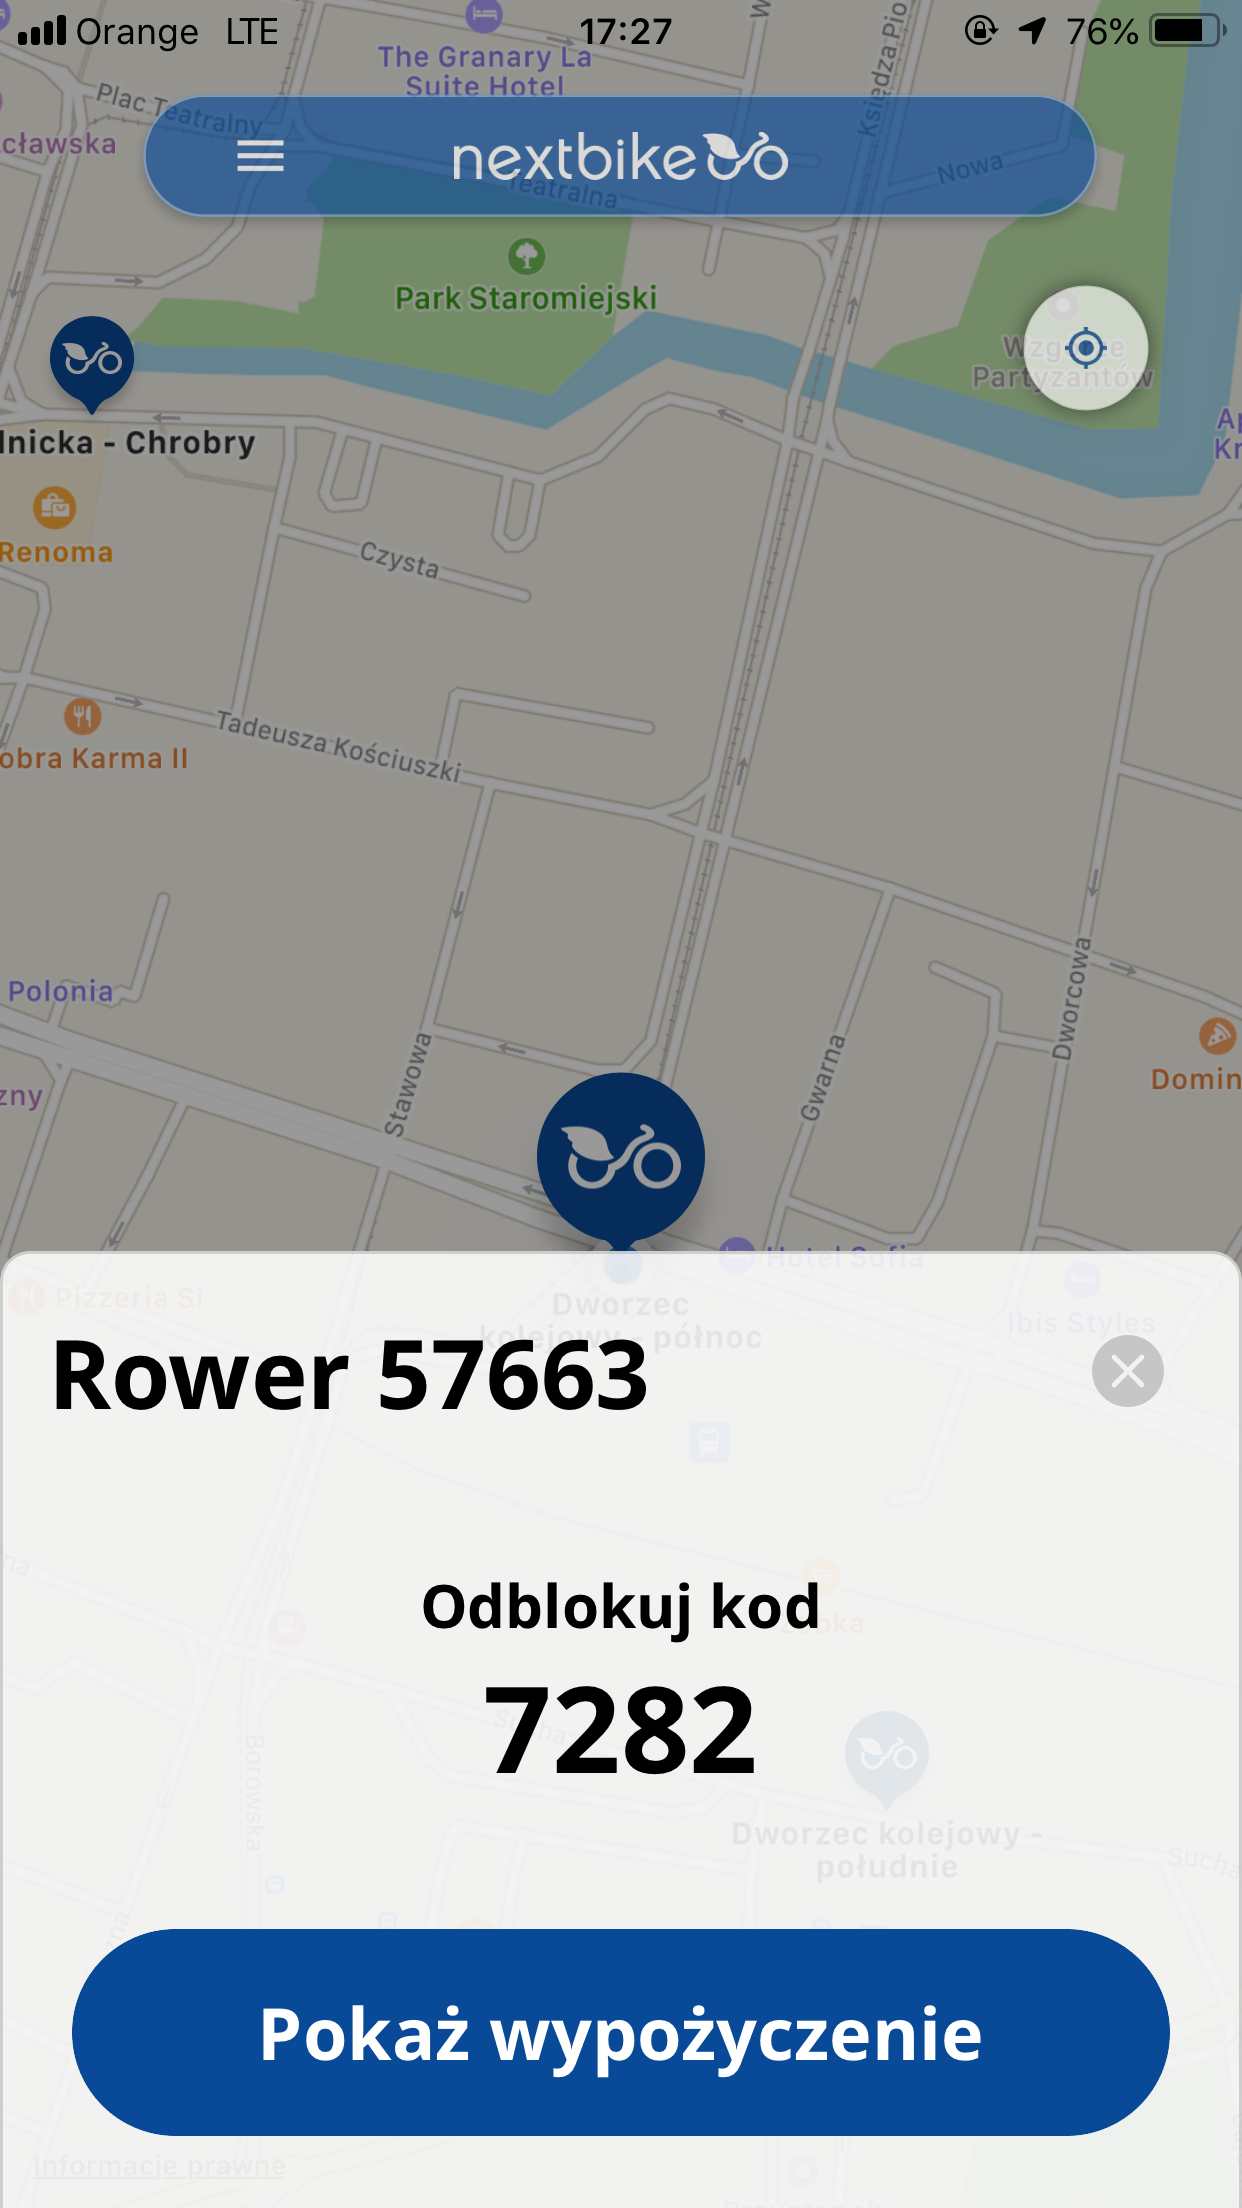 Orange LTE 17:27 76%
The Granary La
Suite Hotel
Plac Teatralny
Księdza Pio
cławska
nextbike
Teatralna
Nowa
Park Staromiejski
Partyzantów
Ap
Kr
lnicka - Chrobry
Renoma
Czysta
Tadeusza Kościuszki
obra Karma II
Polonia
Dworcowa
Stawowa
Gwarna
Domin
zny
Hotel Sofia
Pizzeria Si
Dworzec
kolejowy - północ
Ibis Styles
Rower 57663
Odblokuj kod
7282
Sucha
Borowska
Dworzec kolejowy -
południe
Sucha
Pokaż wypożyczenie
Informacje prawne